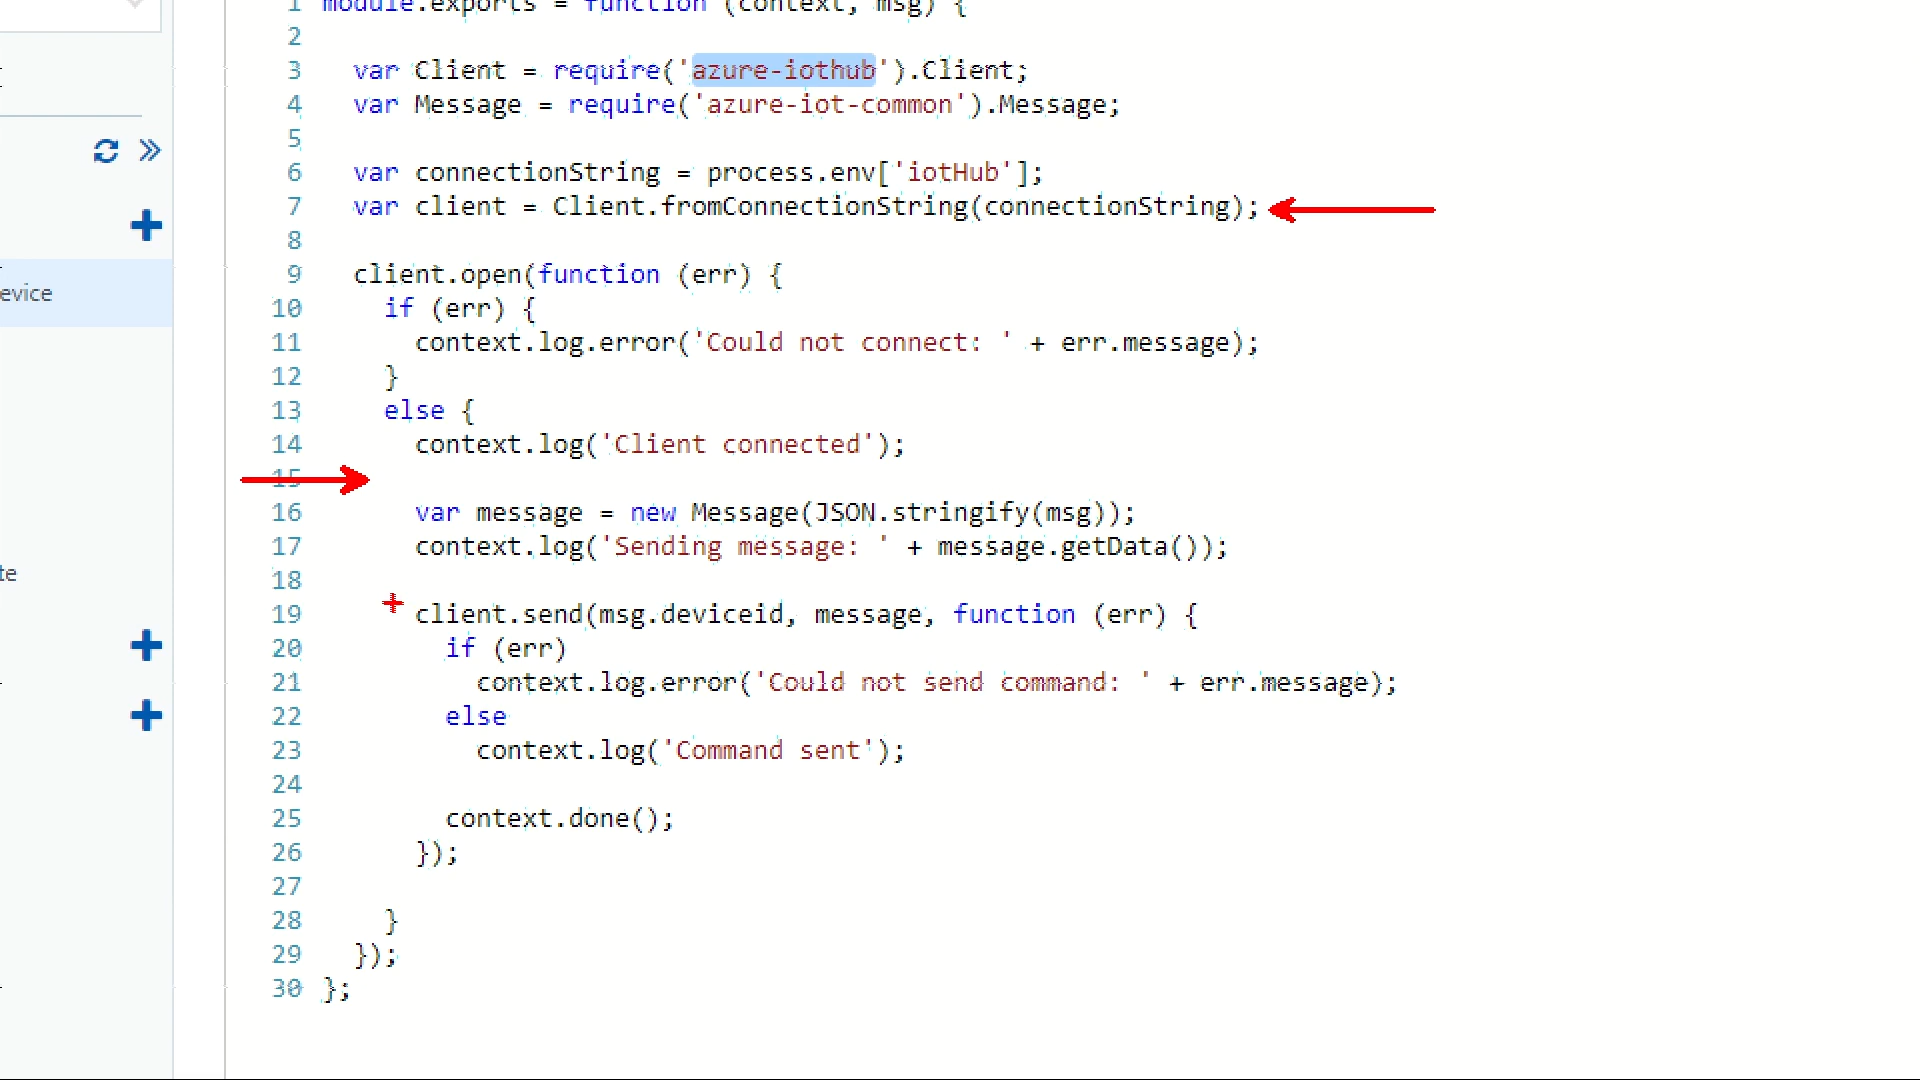 1 module.exports = function (context, msg) {
2
3 var Client = require('azure-iothub').Client;
4 var Message = require('azure-iot-common').Message;
5
6 var connectionString = process.env['iotHub'];
7 var client = Client.fromConnectionString(connectionString);
8
9 client.open(function (err) {
10 if (err) {
11 context.log.error('Could not connect: ' + err.message);
12 }
13 else {
14 context.log('Client connected');
15
16 var message = new Message(JSON.stringify(msg));
17 context.log('Sending message: ' + message.getData());
18
19 client.send(msg.deviceid, message, function (err) {
20 if (err)
21 context.log.error('Could not send command: ' + err.message);
22 else
23 context.log('Command sent');
24
25 context.done();
26 });
27
28 }
29 });
30 };
evice
te